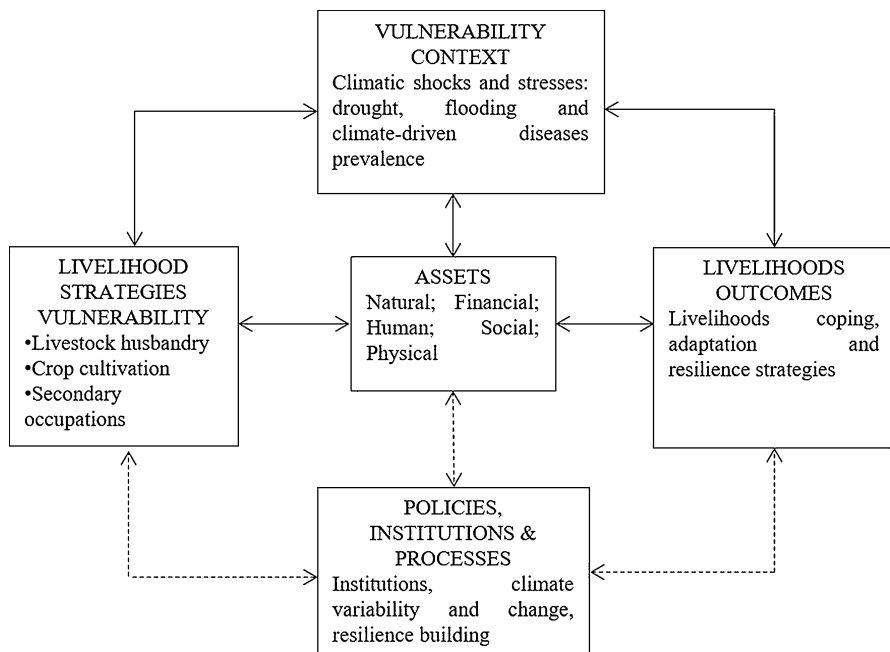 VULNERABILITY
CONTEXT
Climatic shocks and stresses:
drought, flooding and
climate-driven diseases
prevalence
LIVELIHOOD
STRATEGIES
VULNERABILITY
•Livestock husbandry
•Crop cultivation
•Secondary
occupations
ASSETS
Natural; Financial;
Human; Social;
Physical
LIVELIHOODS
OUTCOMES
Livelihoods coping,
adaptation and
resilience strategies
POLICIES,
INSTITUTIONS &
PROCESSES
Institutions, climate
variability and change,
resilience building